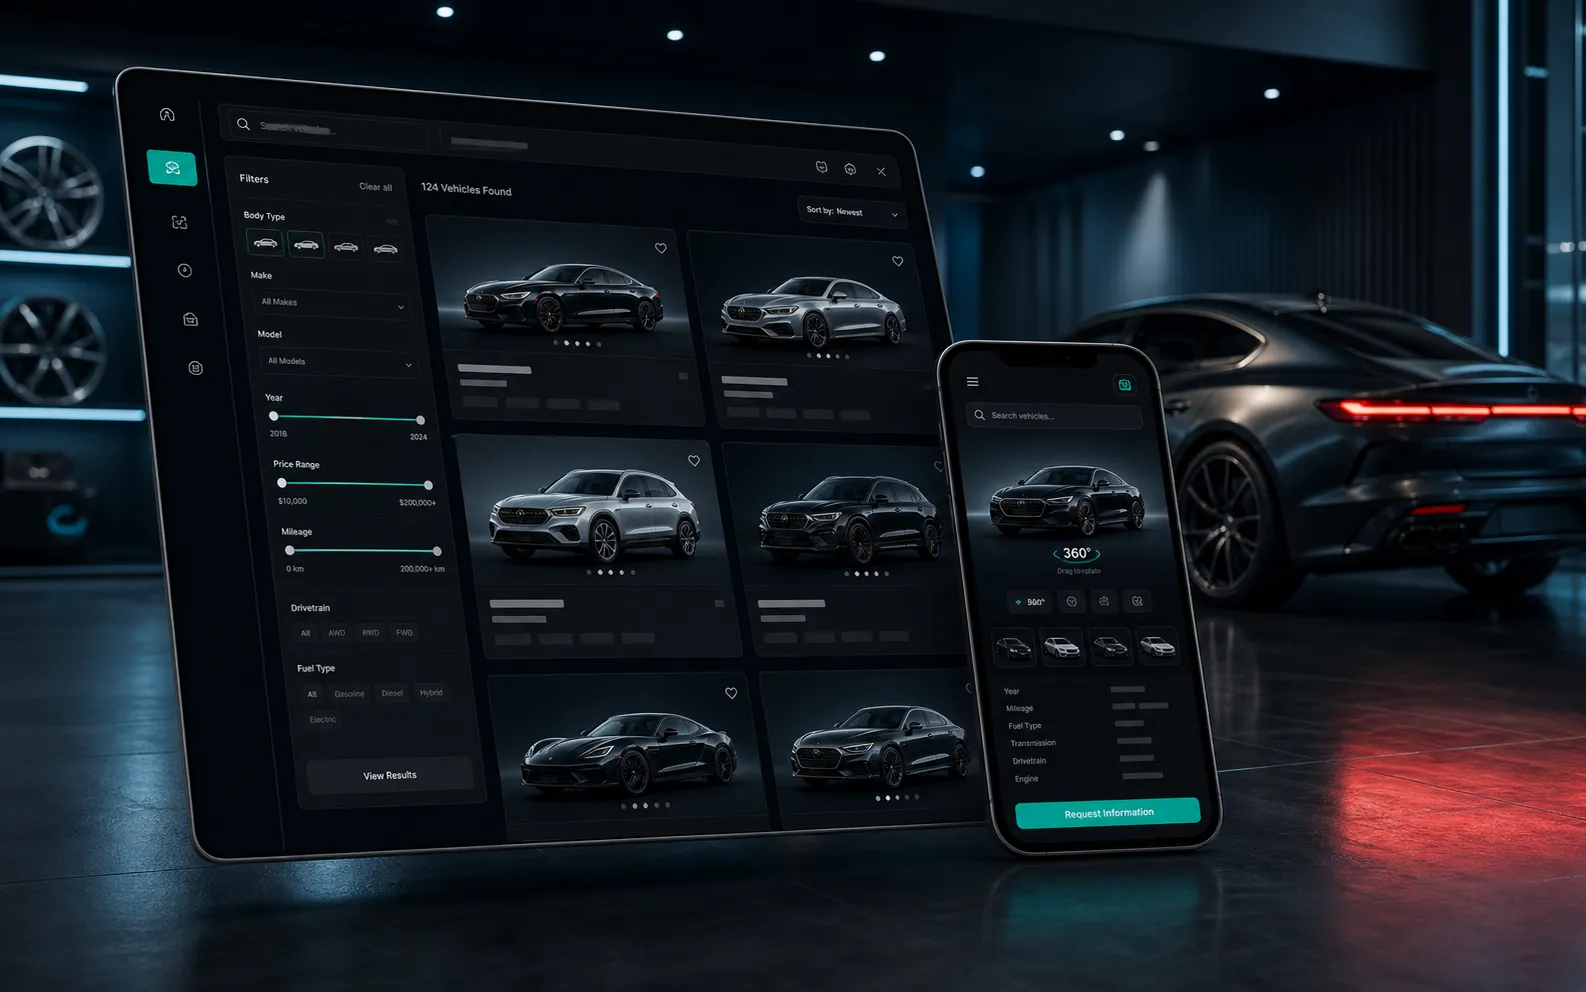 Search vehicles...
Filters
Clear all
124 Vehicles Found
Sort by: Newest
Body Type
Make
All Makes
Model
All Models
Year
2018
2024
Price Range
$10,000
$200,000+
Mileage
0 km
200,000+ km
Drivetrain
All AWD RWD FWD
Fuel Type
All Gasoline Diesel Hybrid
Electric
View Results
Search vehicles...
360°
Drag to rotate
360°
Year
Mileage
Fuel Type
Transmission
Drivetrain
Engine
Request Information